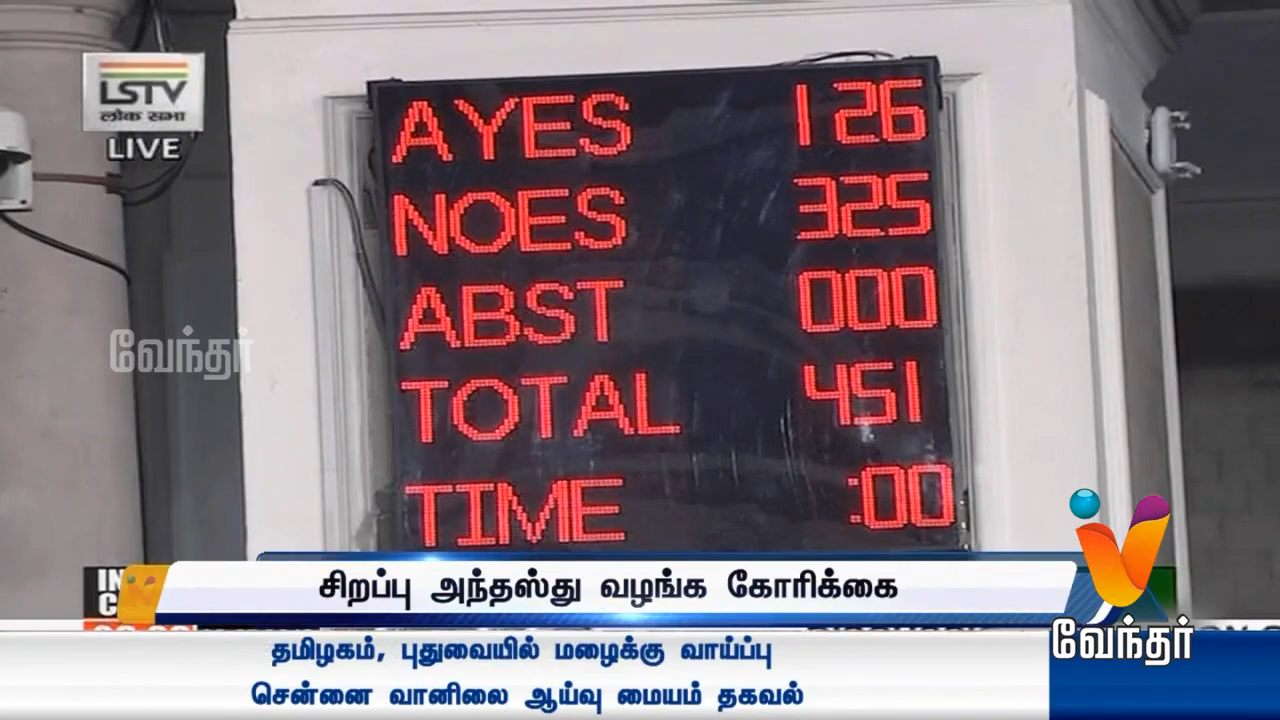 LSTV
लोक सभा
LIVE
AYES 126
NOES 325
ABST 000
TOTAL 451
TIME :00
வேந்தர்
சிறப்பு அந்தஸ்து வழங்க கோரிக்கை
தமிழகம், புதுவையில் மழைக்கு வாய்ப்பு
சென்னை வானிலை ஆய்வு மையம் தகவல்
வேந்தர்